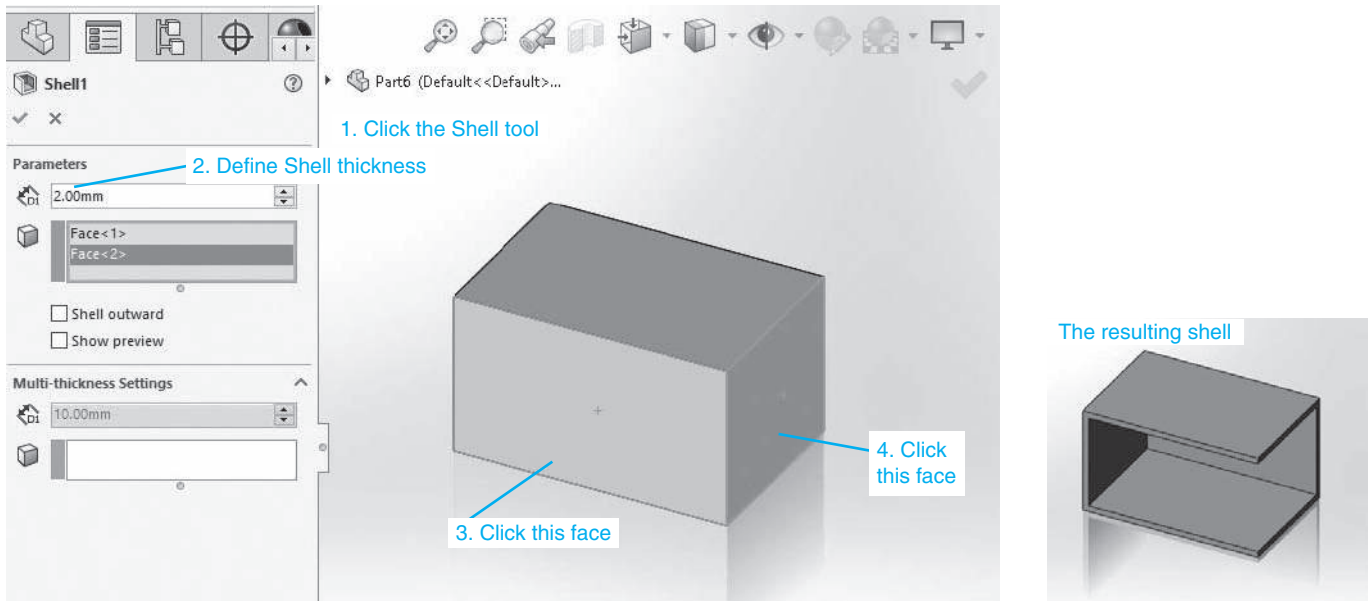 Shell1
Part6 (Default<<Default>...
1. Click the Shell tool
Parameters
2. Define Shell thickness
D1
2.00mm
Face<1>
Face<2>
Shell outward
Show preview
Multi-thickness Settings
D1
10.00mm
3. Click this face
4. Click
this face
The resulting shell